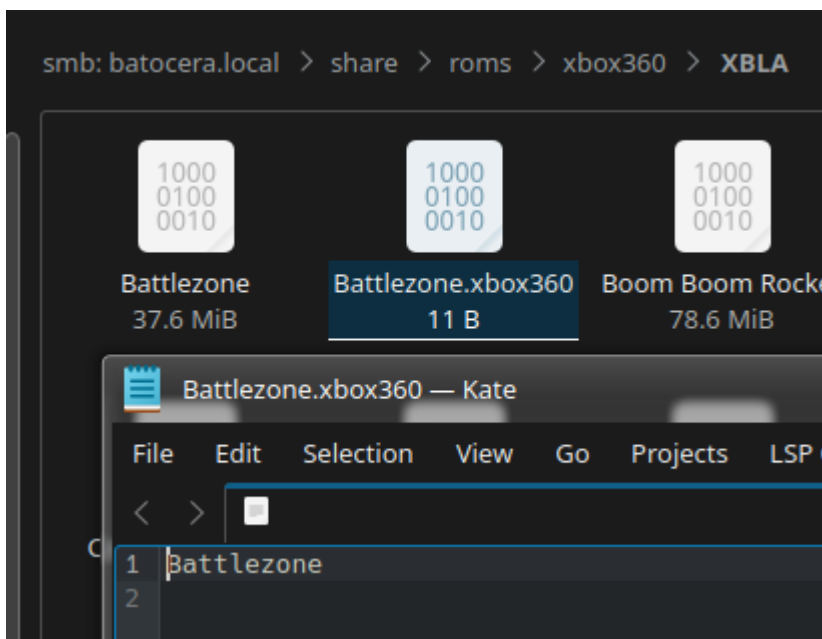 smb: batocera.local > share > roms > xbox360 > XBLA
1000 1000 1000
0100 0100 0100
0010 0010 0010
Battlezone Battlezone.xbox360 Boom Boom Rocke
37.6 MiB 11 B 78.6 MiB
Battlezone.xbox360 — Kate
File Edit Selection View Go Projects LSP
C
1 Battlezone
2